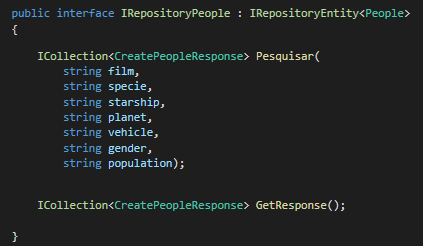 public interface IRepositoryPeople : IRepositoryEntity<People>
{
ICollection<CreatePeopleResponse> Pesquisar(
string film,
string specie,
string starship,
string planet,
string vehicle,
string gender,
string population);
ICollection<CreatePeopleResponse> GetResponse();
}